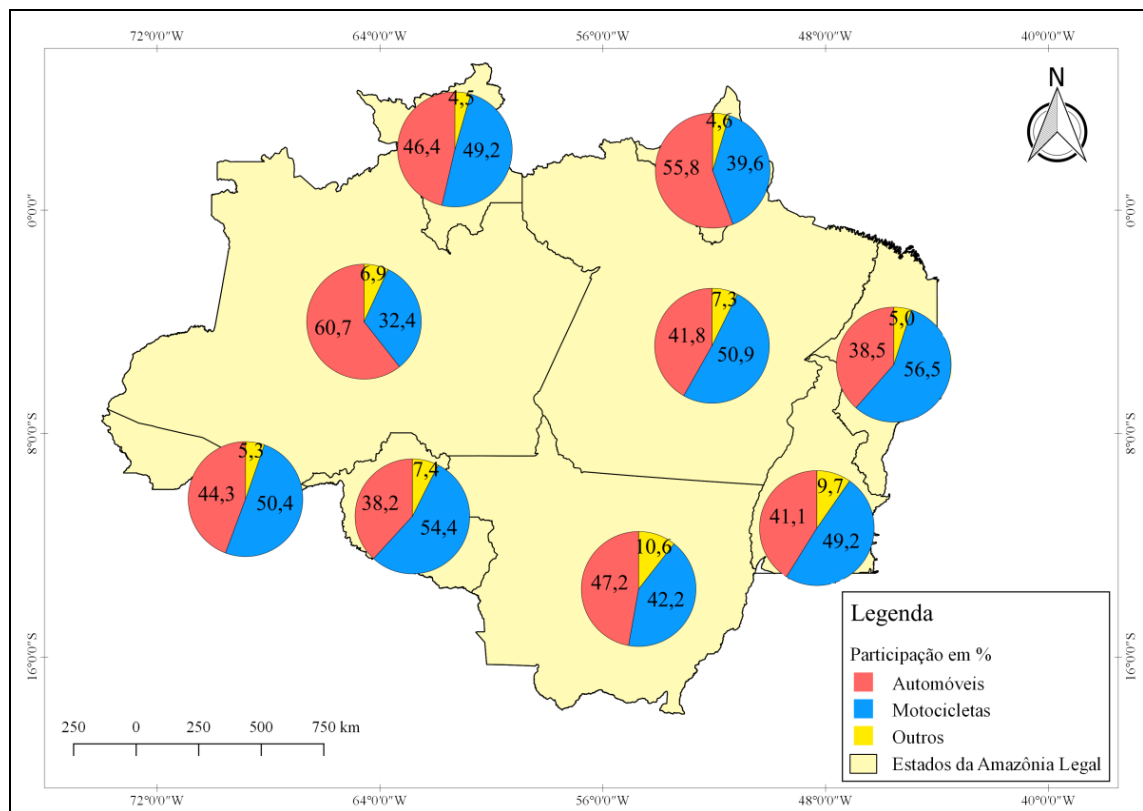 72°0'0"W 64°0'0"W 56°0'0"W 48°0'0"W 40°0'0"W
N
4,5
46,4 49,2
4,6
55,8 39,6
0°0'0" 0°0'0"
6,9
60,7 32,4
7,3
41,8 50,9
5,0
38,5 56,5
8°0'0"S 8°0'0"S
5,3
44,3 50,4
7,4
38,2 54,4
9,7
41,1 49,2
10,6
47,2 42,2
16°0'0"S 16°0'0"S
Legenda
Participação em %
Automóveis
Motocicletas
Outros
Estados da Amazônia Legal
250 0 250 500 750 km
72°0'0"W 64°0'0"W 56°0'0"W 48°0'0"W 40°0'0"W